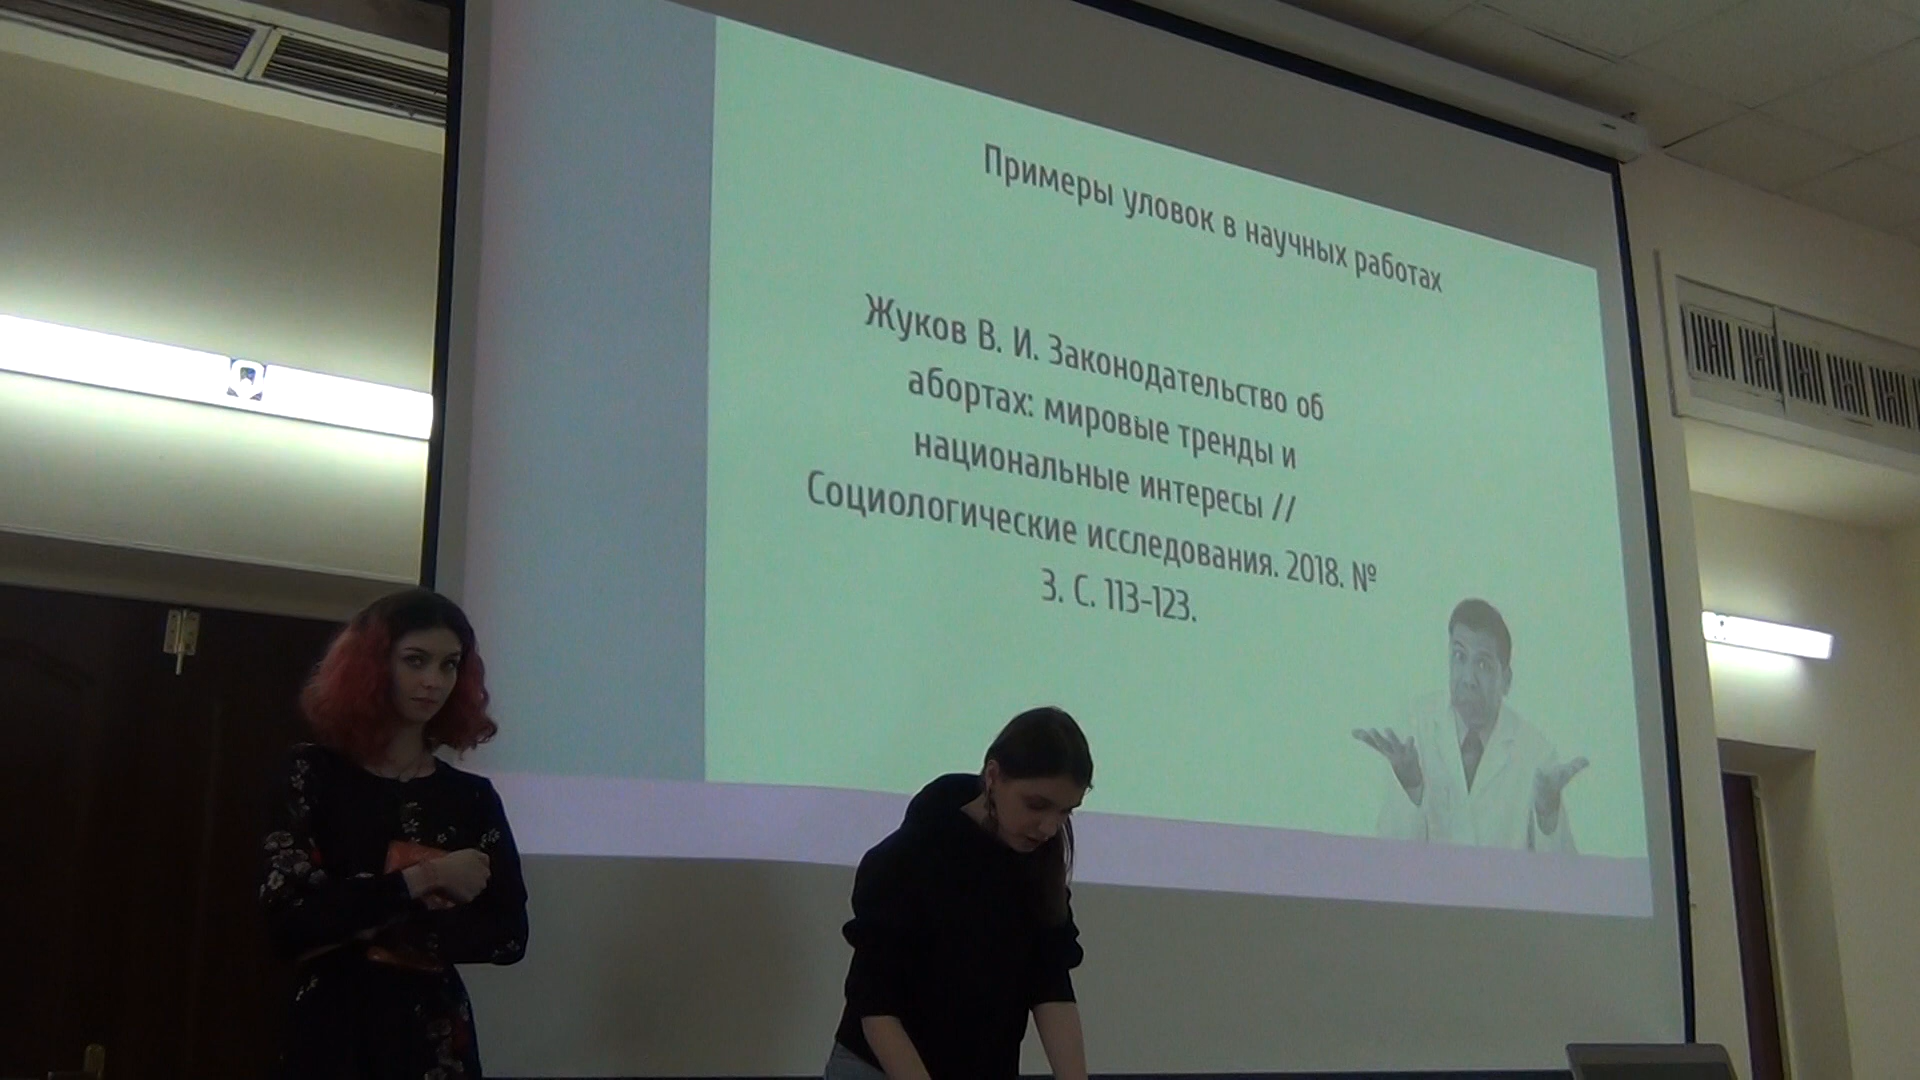 Примеры уловок в научных работах
Жуков В. И. Законодательство об
абортах: мировые тренды и
национальные интересы //
Социологические исследования. 2018. №
3. С. 113-123.